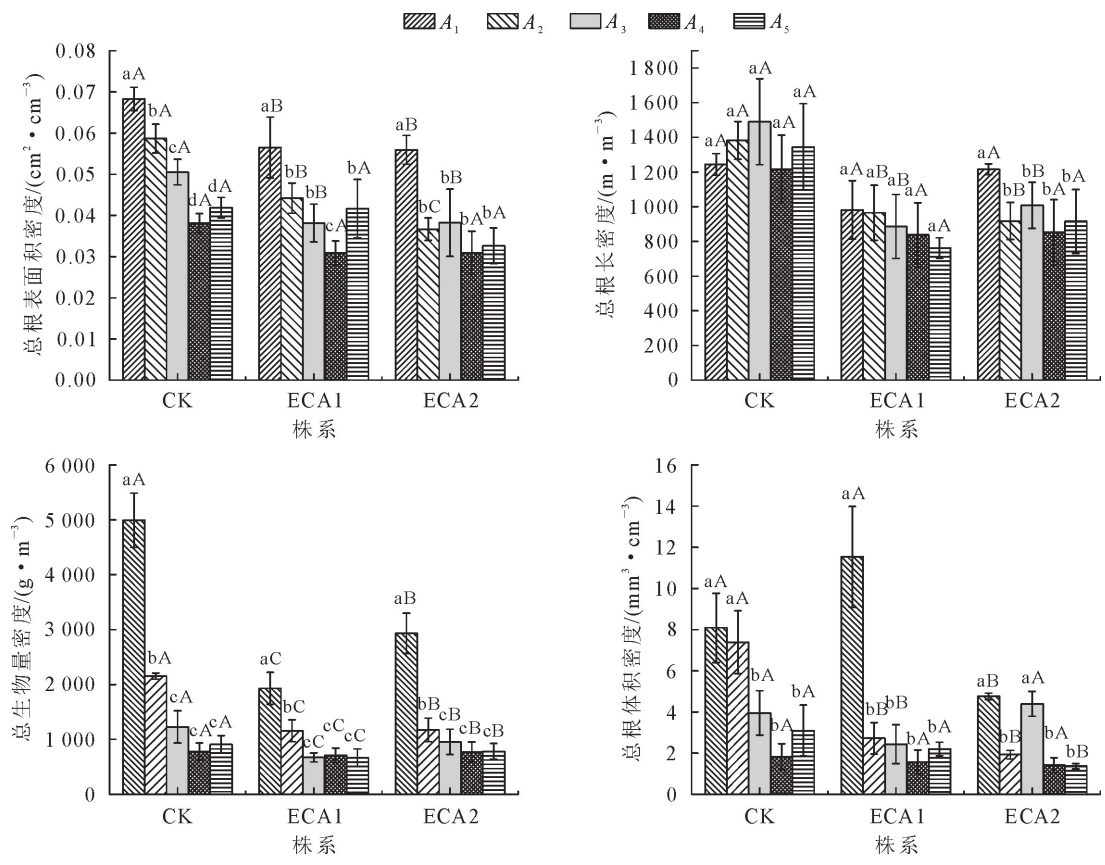 A1 A2 A3 A4 A5
总根表面积密度/(cm²·cm⁻³)
0.08
0.07
0.06
0.05
0.04
0.03
0.02
0.01
0.00
aA bA cA dA dA
aB bB bB cA bA
aB bC bB bA bA
CK ECA1 ECA2
株系
总根长密度/(m·m⁻³)
1 800
1 600
1 400
1 200
1 000
800
600
400
200
0
aA aA aA aA aA
aA aB aB aA aA
aA bB bB bA bA
CK ECA1 ECA2
株系
总生物量密度/(g·m⁻³)
6 000
5 000
4 000
3 000
2 000
1 000
0
aA bA cA cA cA
aC bC cC cC cC
aB bB cB cB cB
CK ECA1 ECA2
株系
总根体积密度/(mm³·cm⁻³)
16
14
12
10
8
6
4
2
0
aA aA bA bA bA
aA bB bB bA bA
aB bB aA bA bB
CK ECA1 ECA2
株系